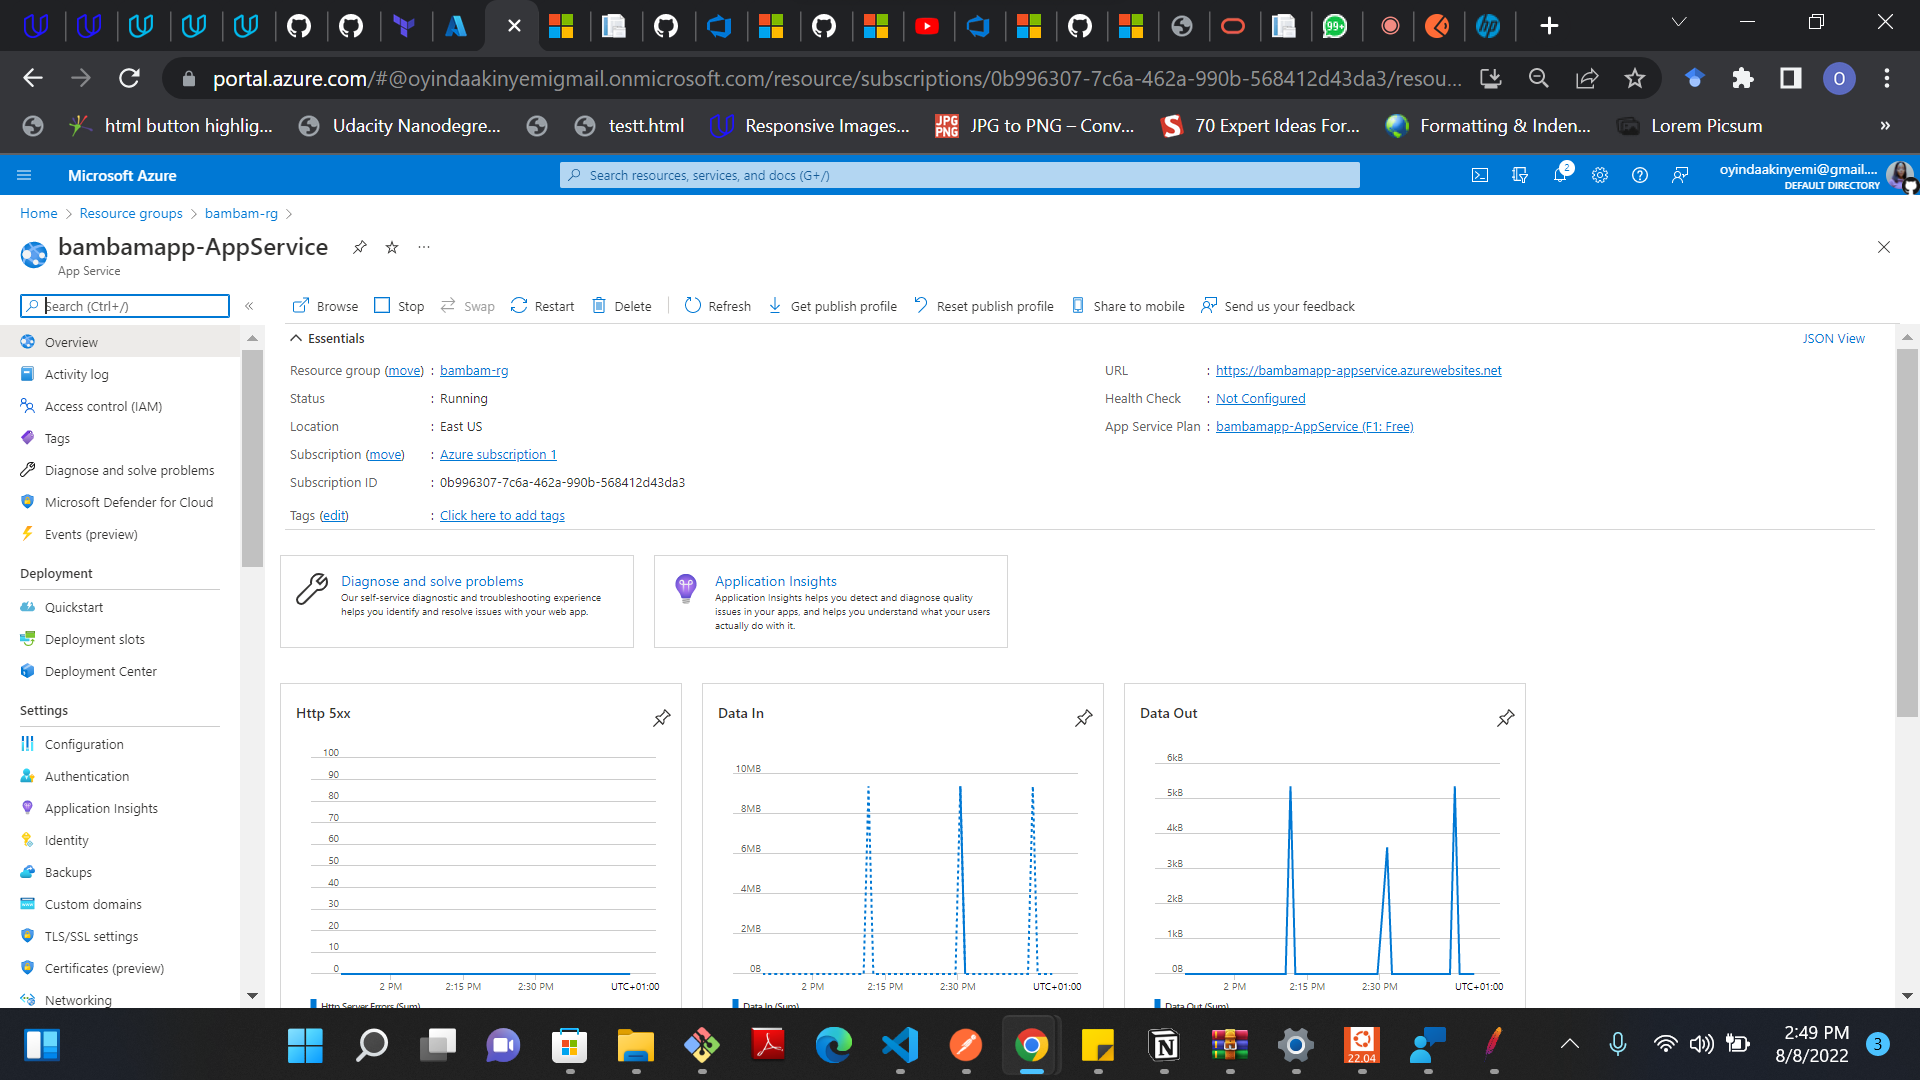 portal.azure.com/#@oyindaakinyemigmail.onmicrosoft.com/resource/subscriptions/0b996307-7c6a-462a-990b-568412d43da3/resou...
html button highlig...
Udacity Nanodegre...
testt.html
Responsive Images...
JPG to PNG – Conv...
70 Expert Ideas For...
Formatting & Inden...
Lorem Picsum
»
Microsoft Azure
Search resources, services, and docs (G+/)
2
oyindaakinyemi@gmail....
DEFAULT DIRECTORY
Home > Resource groups > bambam-rg >
bambamapp-AppService
App Service
Search (Ctrl+/)
Browse
Stop
Swap
Restart
Delete
Refresh
Get publish profile
Reset publish profile
Share to mobile
Send us your feedback
Overview
Activity log
Access control (IAM)
Tags
Diagnose and solve problems
Microsoft Defender for Cloud
Events (preview)
Deployment
Quickstart
Deployment slots
Deployment Center
Settings
Configuration
Authentication
Application Insights
Identity
Backups
Custom domains
TLS/SSL settings
Certificates (preview)
Networking
Essentials
JSON View
Resource group (move) : bambam-rg
Status : Running
Location : East US
Subscription (move) : Azure subscription 1
Subscription ID : 0b996307-7c6a-462a-990b-568412d43da3
Tags (edit) : Click here to add tags
URL : https://bambamapp-appservice.azurewebsites.net
Health Check : Not Configured
App Service Plan : bambamapp-AppService (F1: Free)
Diagnose and solve problems
Our self-service diagnostic and troubleshooting experience
helps you identify and resolve issues with your web app.
Application Insights
Application Insights helps you detect and diagnose quality
issues in your apps, and helps you understand what your users
actually do with it.
Http 5xx
100
90
80
70
60
50
40
30
20
10
0
2 PM 2:15 PM 2:30 PM UTC+01:00
Http Server Errors (Sum)
Data In
10MB
8MB
6MB
4MB
2MB
0B
2 PM 2:15 PM 2:30 PM UTC+01:00
Data In (Sum)
Data Out
6kB
5kB
4kB
3kB
2kB
1kB
0B
2 PM 2:15 PM 2:30 PM UTC+01:00
Data Out (Sum)
99+
O
22.04
2:49 PM
8/8/2022
3